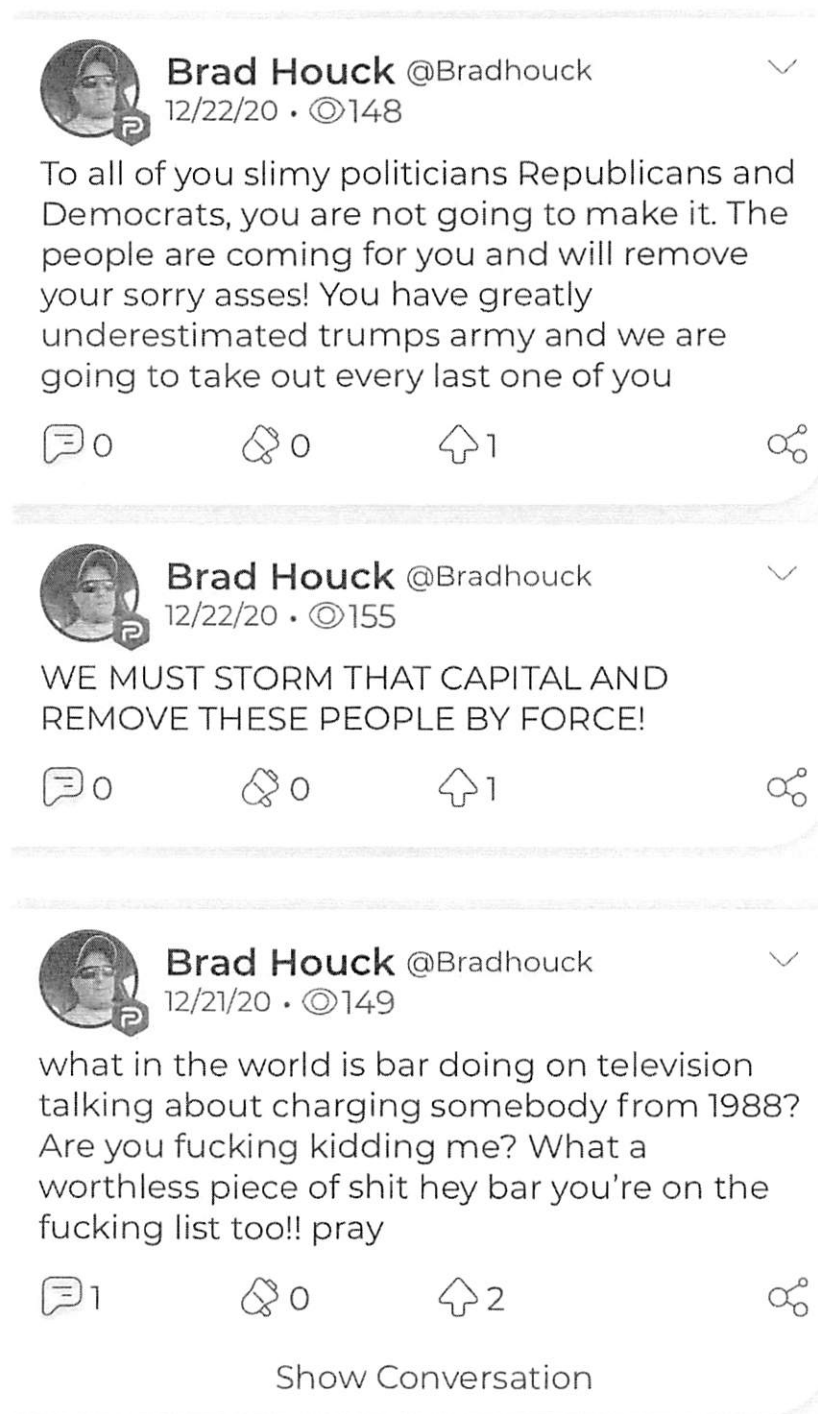 Brad Houck @Bradhouck
12/22/20 • 148
To all of you slimy politicians Republicans and
Democrats, you are not going to make it. The
people are coming for you and will remove
your sorry asses! You have greatly
underestimated trumps army and we are
going to take out every last one of you
0 0 1
Brad Houck @Bradhouck
12/22/20 • 155
WE MUST STORM THAT CAPITAL AND
REMOVE THESE PEOPLE BY FORCE!
0 0 1
Brad Houck @Bradhouck
12/21/20 • 149
what in the world is bar doing on television
talking about charging somebody from 1988?
Are you fucking kidding me? What a
worthless piece of shit hey bar you're on the
fucking list too!! pray
1 0 2
Show Conversation